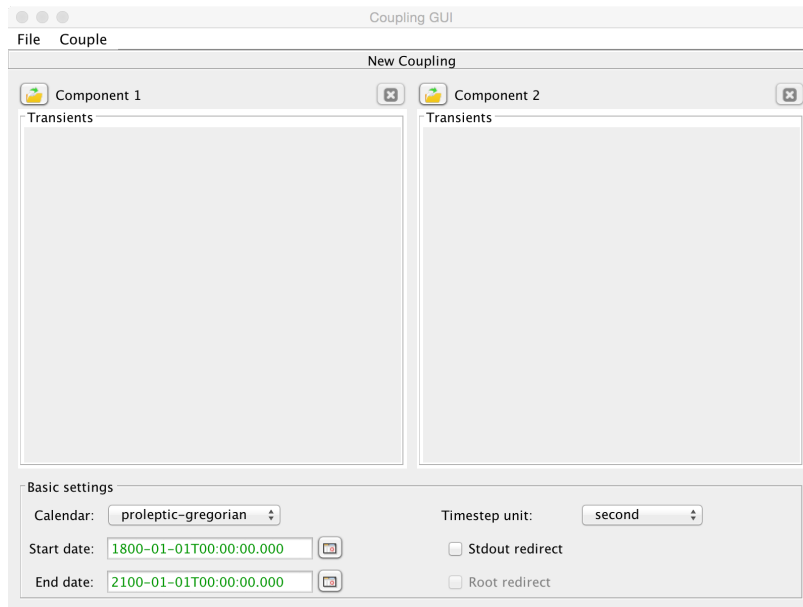 Coupling GUI
File Couple
New Coupling
Component 1
Component 2
Transients
Transients
Basic settings
Calendar: proleptic-gregorian
Timestep unit: second
Start date: 1800-01-01T00:00:00.000
Stdout redirect
End date: 2100-01-01T00:00:00.000
Root redirect